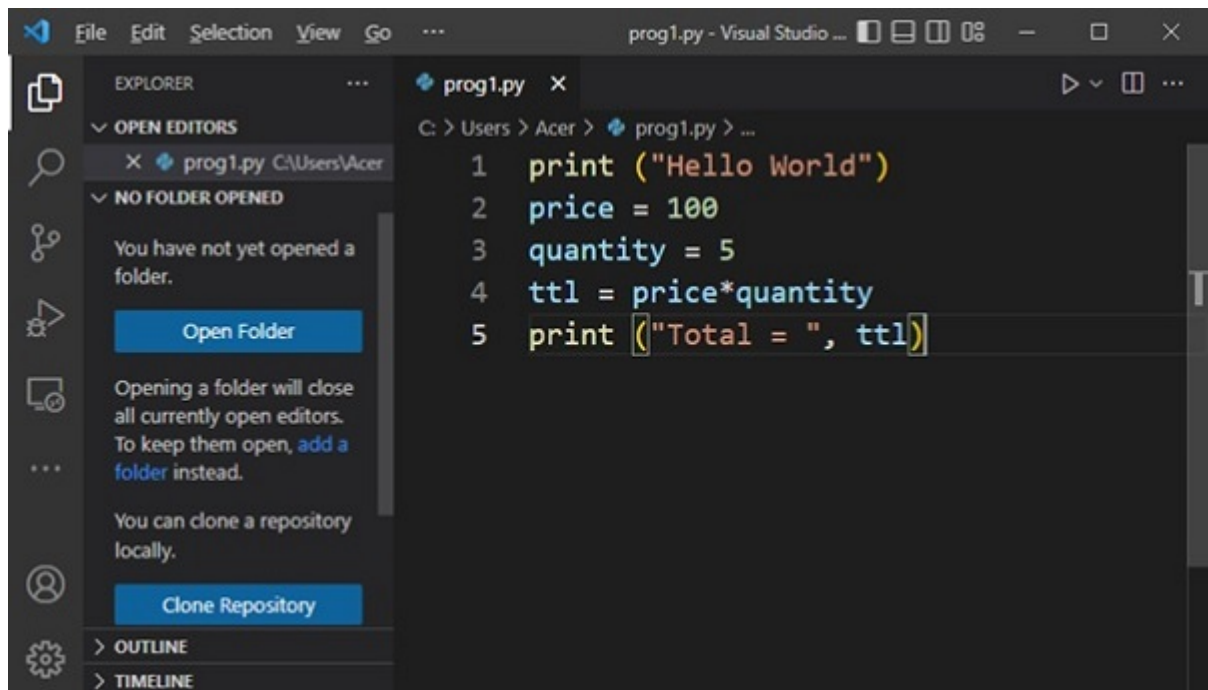 File Edit Selection View Go ... prog1.py - Visual Studio ...
EXPLORER ...
OPEN EDITORS
prog1.py C:\Users\Acer
NO FOLDER OPENED
You have not yet opened a
folder.
Open Folder
Opening a folder will close
all currently open editors.
To keep them open, add a
folder instead.
You can clone a repository
locally.
Clone Repository
OUTLINE
TIMELINE
prog1.py
C: > Users > Acer > prog1.py > ...
1 print ("Hello World")
2 price = 100
3 quantity = 5
4 ttl = price*quantity
5 print ("Total = ", ttl)